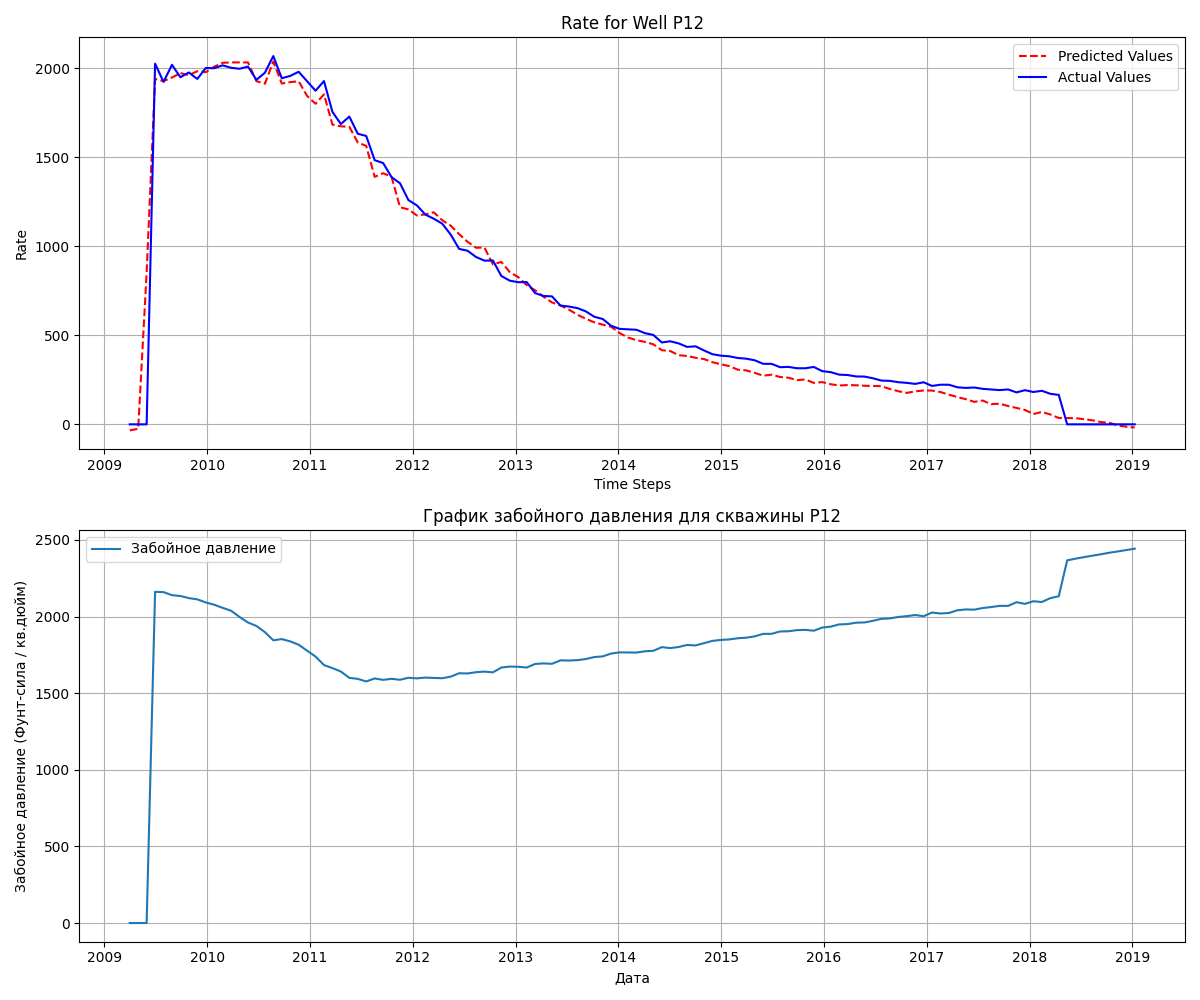 Rate for Well P12
Predicted Values
Actual Values
2000
1500
1000
500
0
Rate
2009 2010 2011 2012 2013 2014 2015 2016 2017 2018 2019
Time Steps
График забойного давления для скважины P12
Забойное давление
2500
2000
1500
1000
500
0
Забойное давление (Фунт-сила / кв.дюйм)
2009 2010 2011 2012 2013 2014 2015 2016 2017 2018 2019
Дата